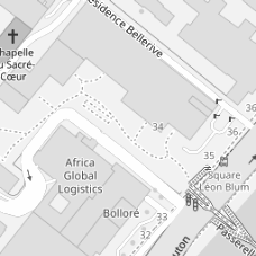 Résidence Bellerive
Chapelle
du Sacré-
Cœur
36
36
34
35
Africa
Global
Logistics
Square
Léon Blum
Bolloré
33
32
Passerelle